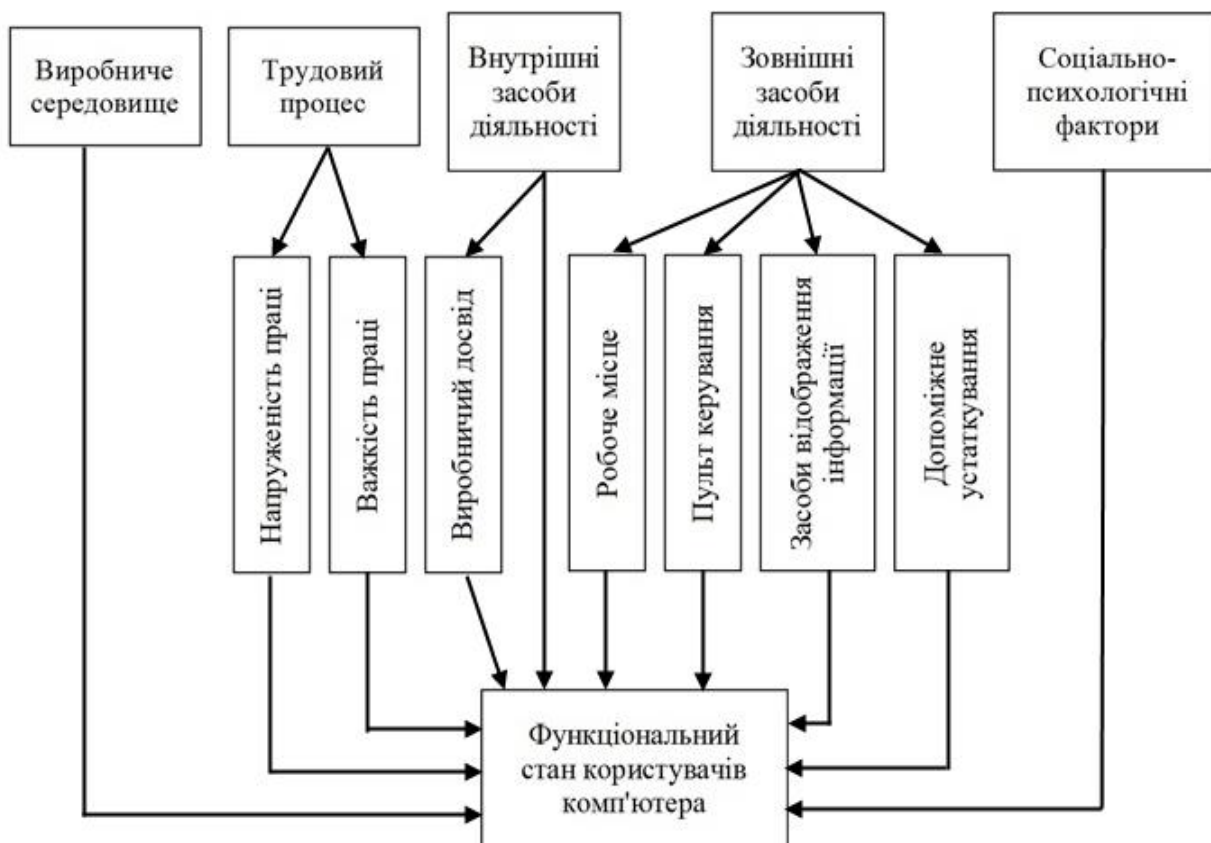 Виробниче
середовище
Трудовий
процес
Внутрішні
засоби
діяльності
Зовнішні
засоби
діяльності
Соціально-
психологічні
фактори
Напруженість праці
Важкість праці
Виробничий досвід
Робоче місце
Пульт керування
Засоби відображення
інформації
Допоміжне
устаткування
Функціональний
стан користувачів
комп'ютера